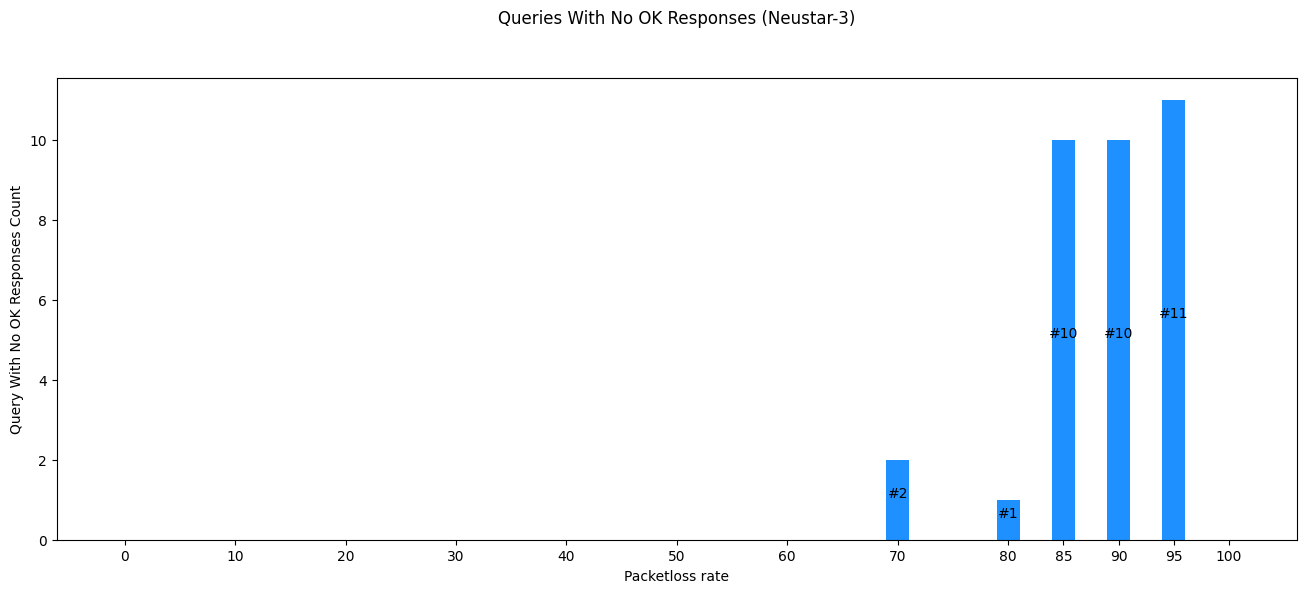 Queries With No OK Responses (Neustar-3)
Query With No OK Responses Count
10
8
6
4
2
0
#2
#1
#10
#10
#11
0 10 20 30 40 50 60 70 80 85 90 95 100
Packetloss rate